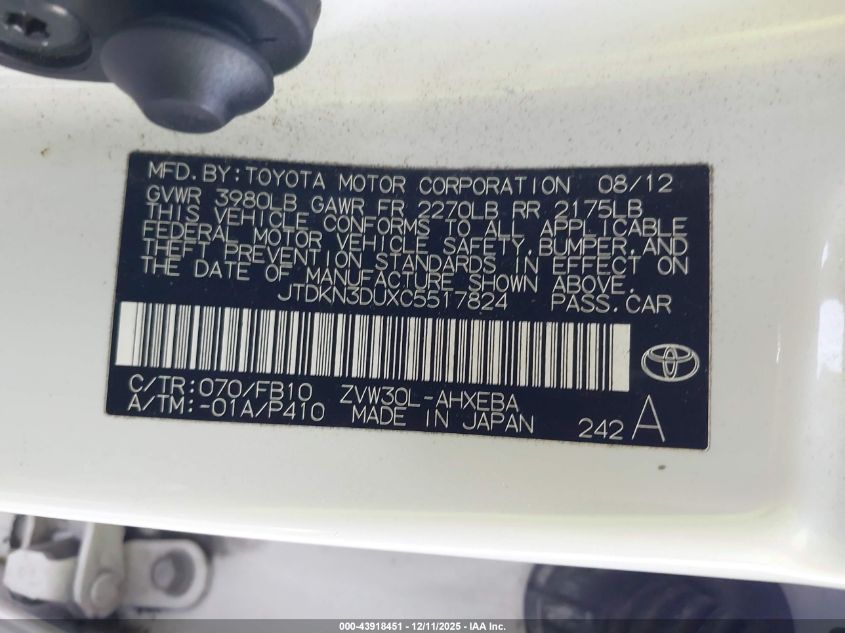 MFD. BY: TOYOTA MOTOR CORPORATION 08/12
GVWR 3980LB GAWR FR 2270LB RR 2175LB
THIS VEHICLE CONFORMS TO ALL APPLICABLE
FEDERAL MOTOR VEHICLE SAFETY, BUMPER, AND
THEFT PREVENTION STANDARDS IN EFFECT ON
THE DATE OF MANUFACTURE SHOWN ABOVE.
JTDKN3DUXC5517824 PASS. CAR
C/TR: 070/FB10 ZVW30L-AHXEBA
A/TM: -01A/P410 MADE IN JAPAN 242 A
000-43918451 - 12/11/2025 - IAA Inc.